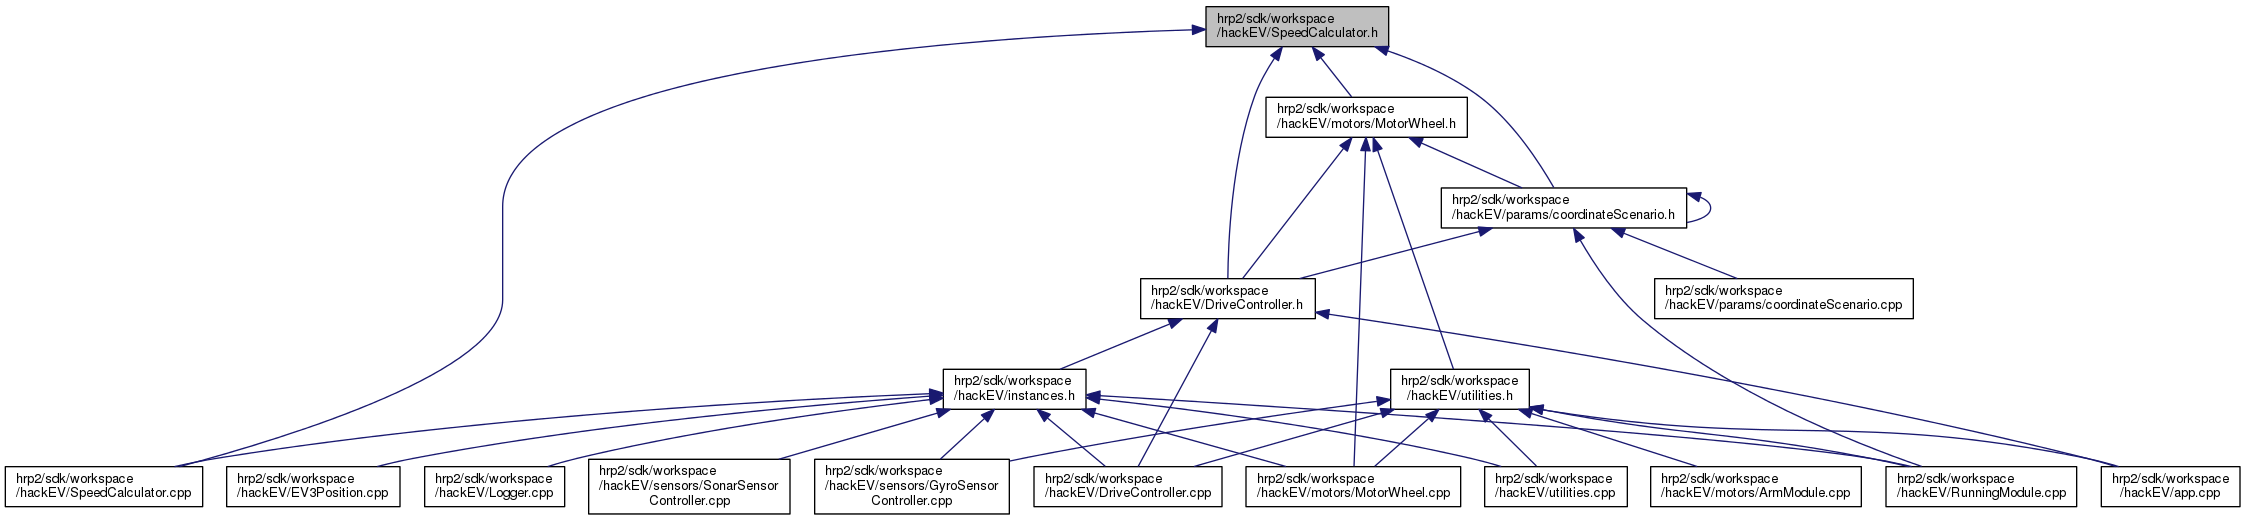 hrp2/sdk/workspace
/hackEV/SpeedCalculator.h
hrp2/sdk/workspace
/hackEV/motors/MotorWheel.h
hrp2/sdk/workspace
/hackEV/params/coordinateScenario.h
hrp2/sdk/workspace
/hackEV/DriveController.h
hrp2/sdk/workspace
/hackEV/params/coordinateScenario.cpp
hrp2/sdk/workspace
/hackEV/instances.h
hrp2/sdk/workspace
/hackEV/utilities.h
hrp2/sdk/workspace
/hackEV/SpeedCalculator.cpp
hrp2/sdk/workspace
/hackEV/EV3Position.cpp
hrp2/sdk/workspace
/hackEV/Logger.cpp
hrp2/sdk/workspace
/hackEV/sensors/SonarSensor
Controller.cpp
hrp2/sdk/workspace
/hackEV/sensors/GyroSensor
Controller.cpp
hrp2/sdk/workspace
/hackEV/DriveController.cpp
hrp2/sdk/workspace
/hackEV/motors/MotorWheel.cpp
hrp2/sdk/workspace
/hackEV/utilities.cpp
hrp2/sdk/workspace
/hackEV/motors/ArmModule.cpp
hrp2/sdk/workspace
/hackEV/RunningModule.cpp
hrp2/sdk/workspace
/hackEV/app.cpp